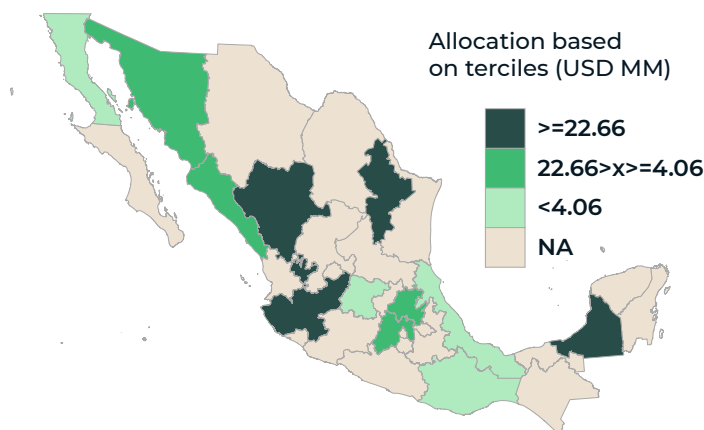 Allocation based
on terciles (USD MM)
>=22.66
22.66>x>=4.06
<4.06
NA